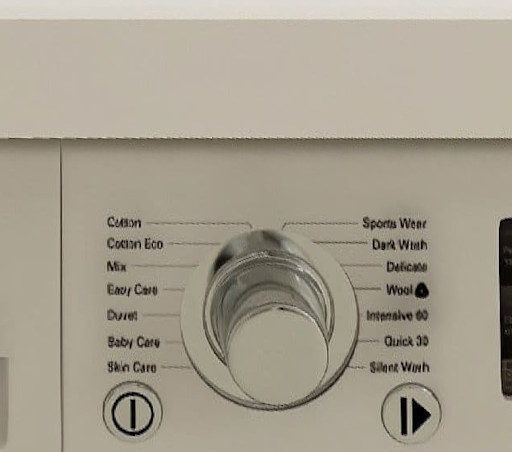 Cotton
Cotton Eco
Mix
Easy Care
Duvet
Baby Care
Skin Care
Sports Wear
Dark Wash
Delicate
Wool
Intensive 60
Quick 30
Silent Wash